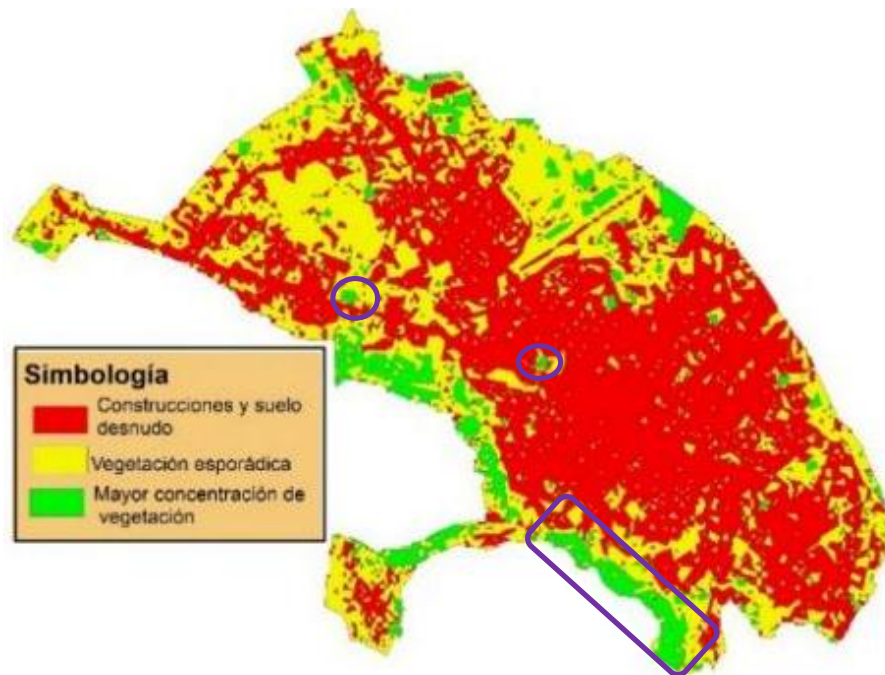 Simbología
Construcciones y suelo
desnudo
Vegetación esporádica
Mayor concentración de
vegetación